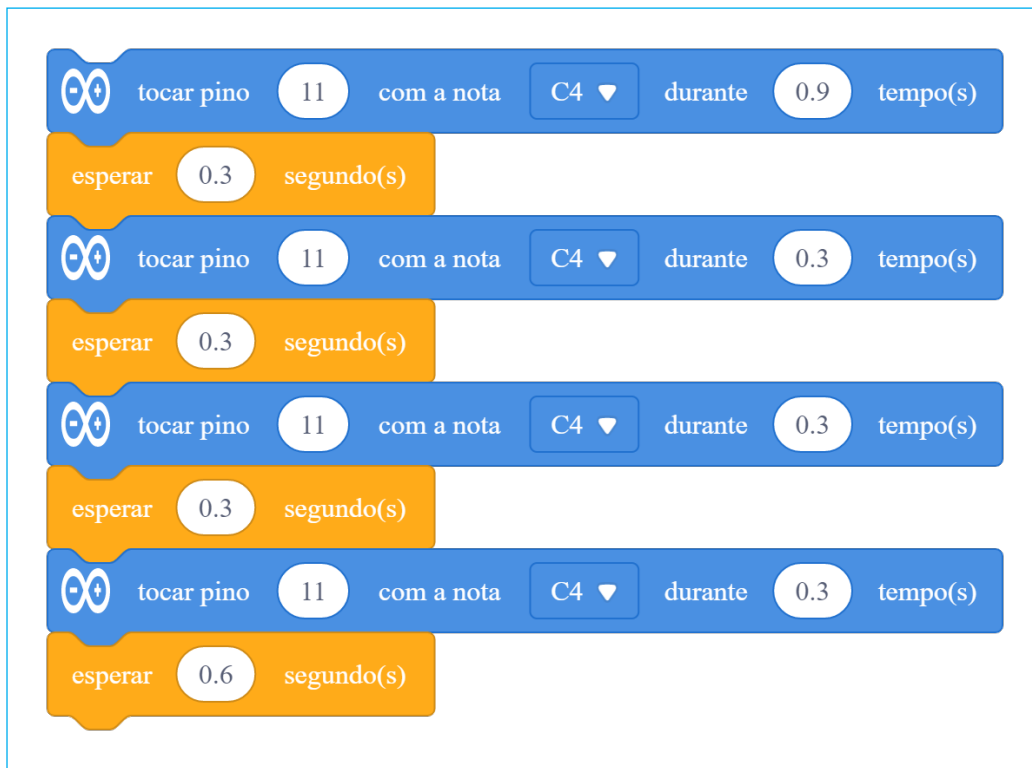 tocar pino 11 com a nota C4 durante 0.9 tempo(s)
esperar 0.3 segundo(s)
tocar pino 11 com a nota C4 durante 0.3 tempo(s)
esperar 0.3 segundo(s)
tocar pino 11 com a nota C4 durante 0.3 tempo(s)
esperar 0.3 segundo(s)
tocar pino 11 com a nota C4 durante 0.3 tempo(s)
esperar 0.6 segundo(s)